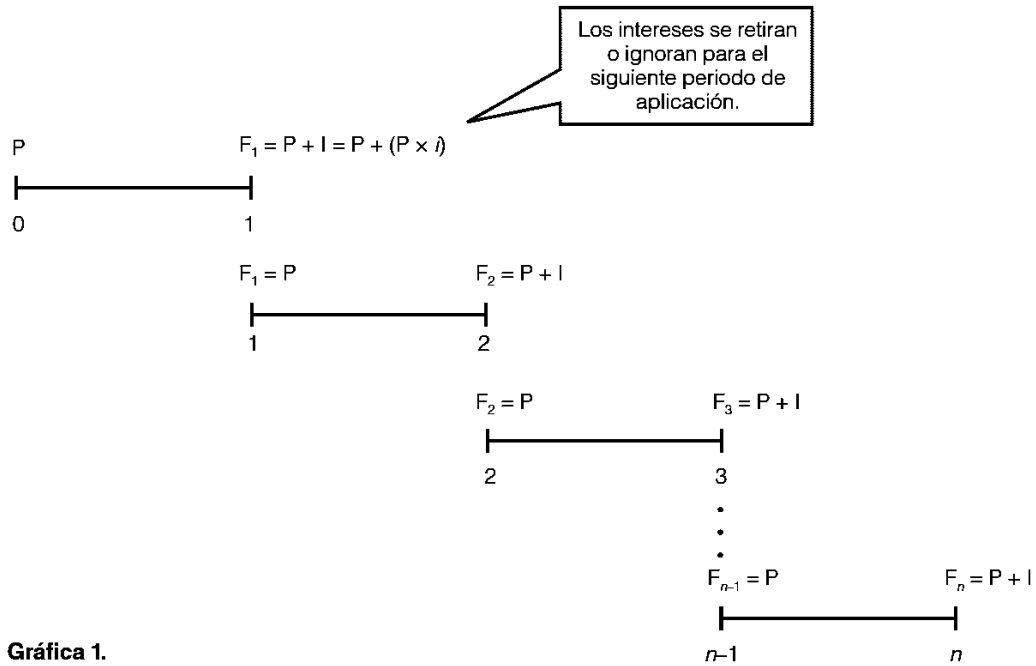 Los intereses se retiran
o ignoran para el
siguiente periodo de
aplicación.
P
F₁ = P + I = P + (P × i)
0
1
F₁ = P
F₂ = P + I
1
2
F₂ = P
F₃ = P + I
2
3
Fₙ₋₁ = P
Fₙ = P + I
n–1
n
Gráfica 1.